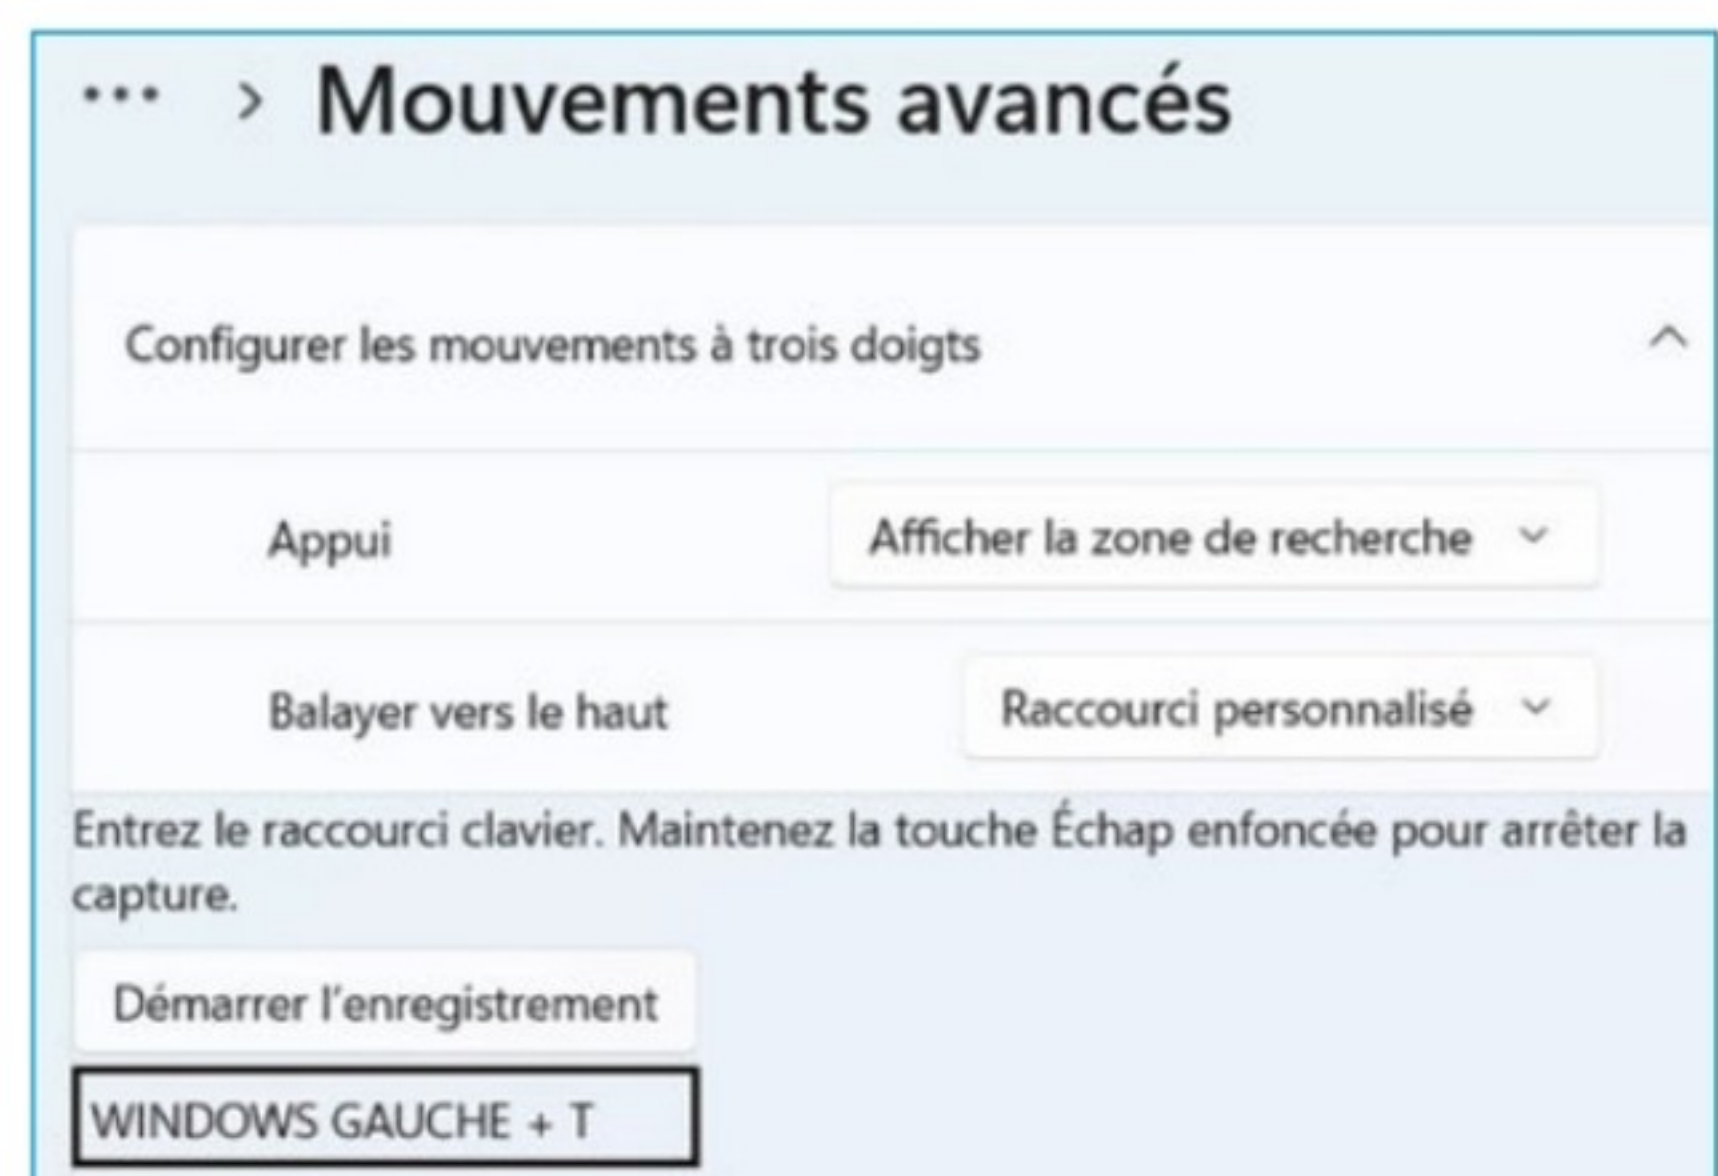 ... > Mouvements avancés
Configurer les mouvements à trois doigts
Appui
Afficher la zone de recherche
Balayer vers le haut
Raccourci personnalisé
Entrez le raccourci clavier. Maintenez la touche Échap enfoncée pour arrêter la
capture.
Démarrer l'enregistrement
WINDOWS GAUCHE + T